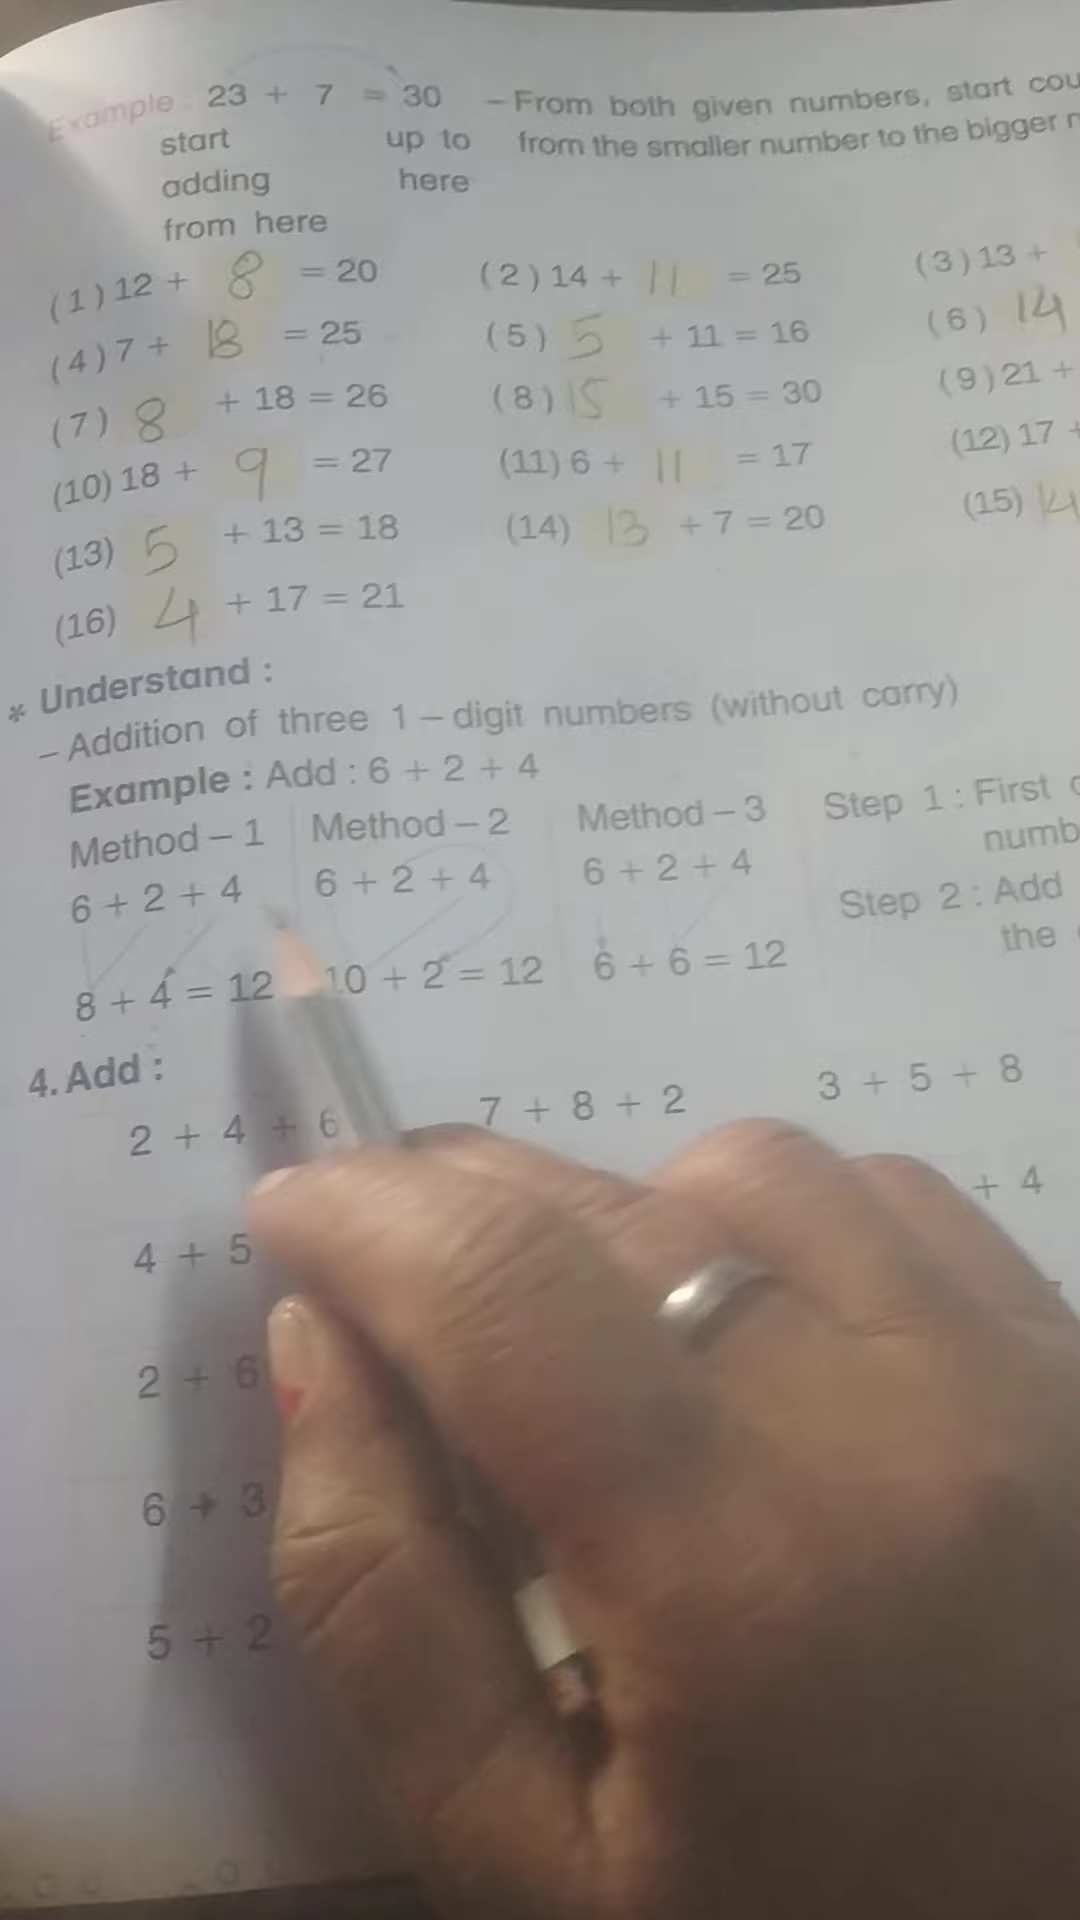 Example 23 + 7 = 30 – From both given numbers, start
start up to from the smaller number to the bigger
adding here
from here
(1) 12 + 8 = 20 (2) 14 + 11 = 25 (3) 13 +
(4) 7 + 18 = 25 (5) 5 + 11 = 16 (6) 14
(7) 8 + 18 = 26 (8) 15 + 15 = 30 (9) 21 +
(10) 18 + 9 = 27 (11) 6 + 11 = 17 (12) 17 +
(13) 5 + 13 = 18 (14) 13 + 7 = 20 (15) 14
(16) 4 + 17 = 21
* Understand :
– Addition of three 1 – digit numbers (without carry)
Example : Add : 6 + 2 + 4
Method – 1 Method – 2 Method – 3 Step 1 : First
6 + 2 + 4 6 + 2 + 4 6 + 2 + 4
Step 2 : Add
8 + 4 = 12 10 + 2 = 12 6 + 6 = 12 the
4. Add :
2 + 4 + 6 7 + 8 + 2 3 + 5 + 8
4 + 5 + 4
2 + 6
6 + 3
5 + 2